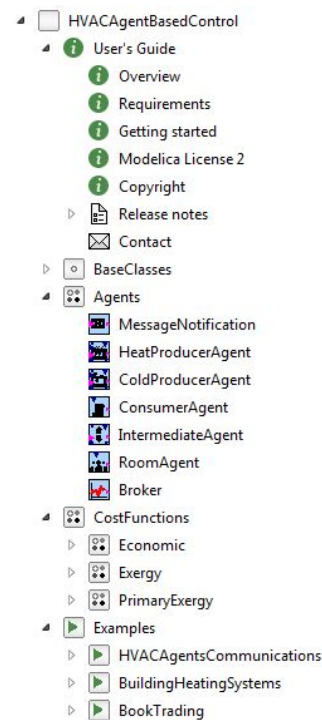 HVACAgentBasedControl
User's Guide
Overview
Requirements
Getting started
Modelica License 2
Copyright
Release notes
Contact
BaseClasses
Agents
MessageNotification
HeatProducerAgent
ColdProducerAgent
ConsumerAgent
IntermediateAgent
RoomAgent
Broker
CostFunctions
Economic
Exergy
PrimaryExergy
Examples
HVACAgentsCommunications
BuildingHeatingSystems
BookTrading